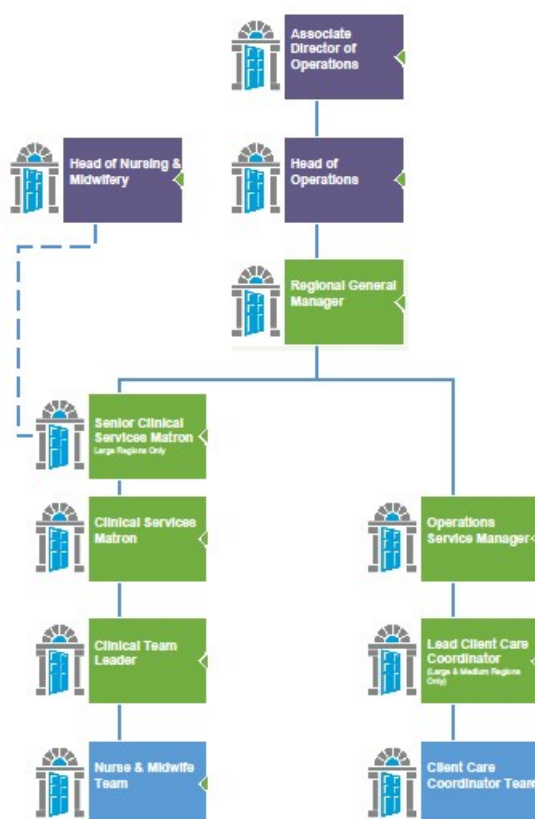 Associate
Director of
Operations
Head of Nursing &
Midwifery
Head of
Operations
Regional General
Manager
Senior Clinical
Services Matron
Large Regions Only
Clinical Services
Matron
Operations
Service Manager
Clinical Team
Leader
Lead Client Care
Coordinator
(Large & Medium Regions
Only)
Nurse & Midwife
Team
Client Care
Coordinator Team